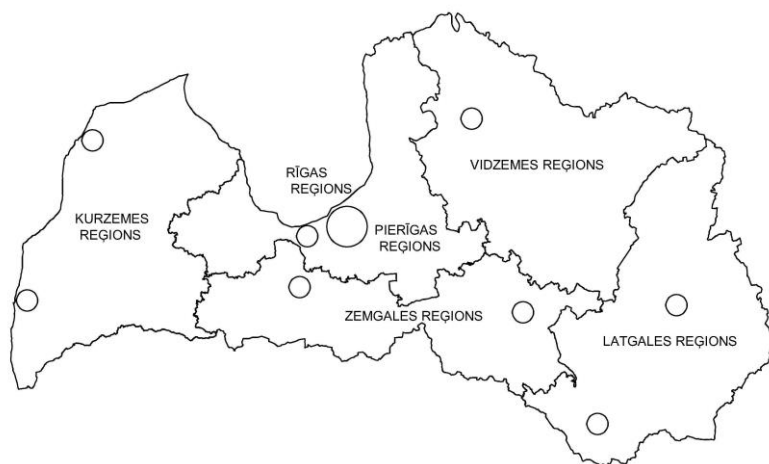 RĪGAS
REĢIONS
VIDZEMES REĢIONS
KURZEMES
REĢIONS
PIERĪGAS
REĢIONS
ZEMGALES REĢIONS
LATGALES REĢIONS